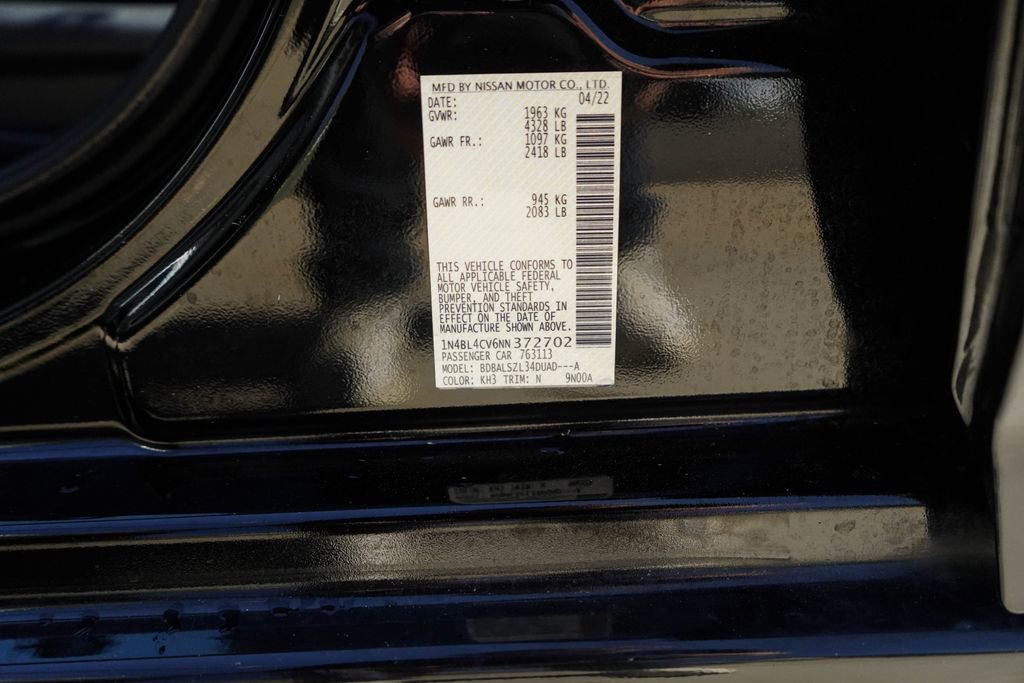 MFD BY NISSAN MOTOR CO., LTD.
DATE: 04/22
GVWR: 1963 KG
4328 LB
GAWR FR.: 1097 KG
2418 LB
GAWR RR.: 945 KG
2083 LB
THIS VEHICLE CONFORMS TO
ALL APPLICABLE FEDERAL
MOTOR VEHICLE SAFETY,
BUMPER, AND THEFT
PREVENTION STANDARDS IN
EFFECT ON THE DATE OF
MANUFACTURE SHOWN ABOVE.
1N4BL4CV6NN372702
PASSENGER CAR 763113
MODEL: BDBALSZL34DUAD---A
COLOR: KH3 TRIM: N 9N00A